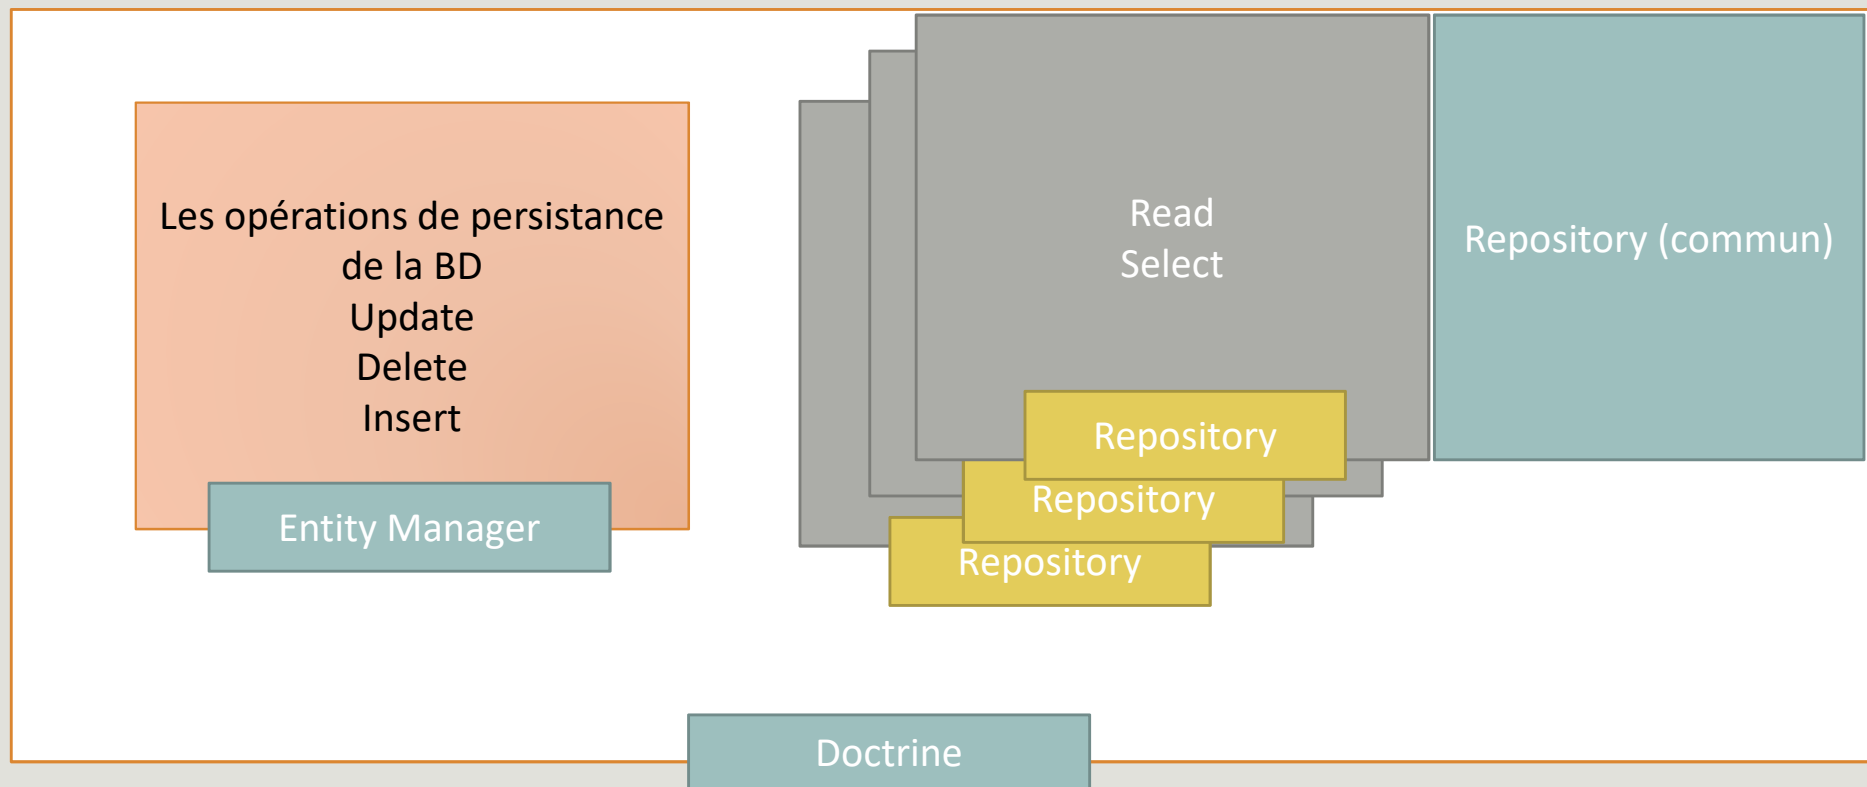 Les opérations de persistance
de la BD
Update
Delete
Insert
Entity Manager
Read
Select
Repository
Repository
Repository
Repository (commun)
Doctrine